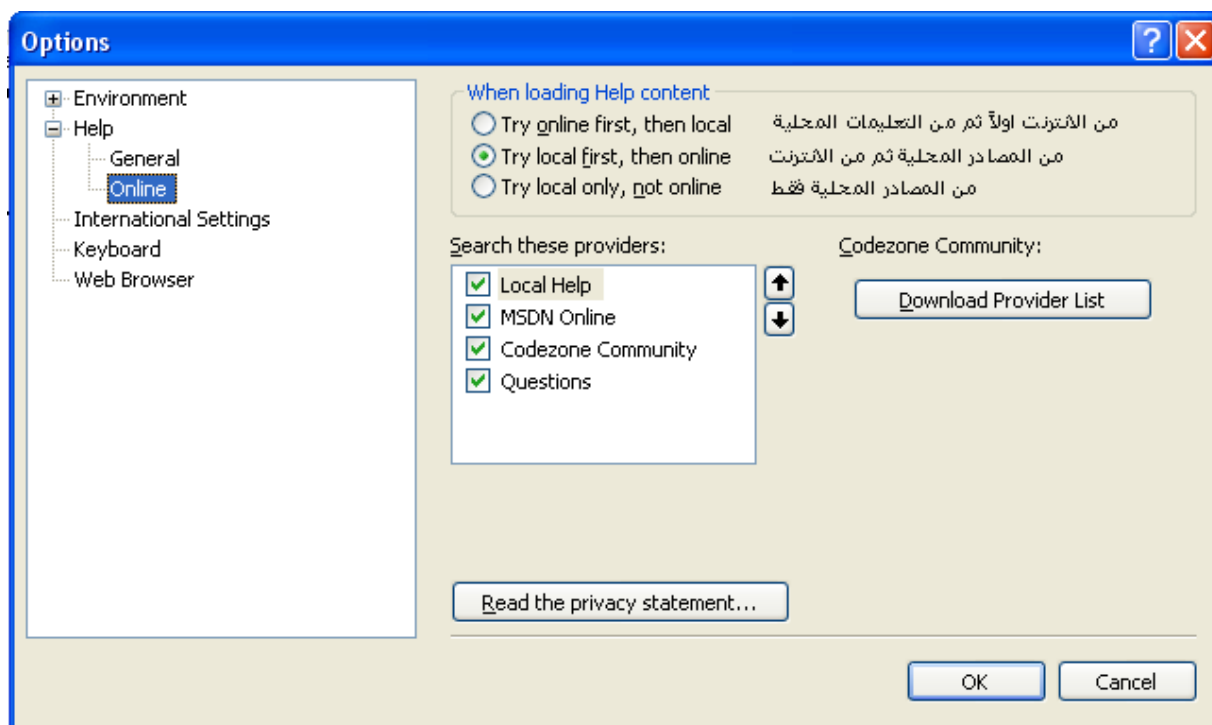 Options
Environment
Help
General
Online
International Settings
Keyboard
Web Browser
When loading Help content
Try online first, then local من الانترنت اولاً ثم من التعليمات المحلية
Try local first, then online من المصادر المحلية ثم من الانترنت
Try local only, not online من المصادر المحلية فقط
Search these providers:
Local Help
MSDN Online
Codezone Community
Questions
Codezone Community:
Download Provider List
Read the privacy statement...
OK
Cancel